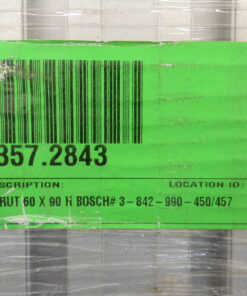 357.2843
SCRIPTION: LOCATION ID:
RUT 60 X 90 H BOSCH# 3-842-990-450/457